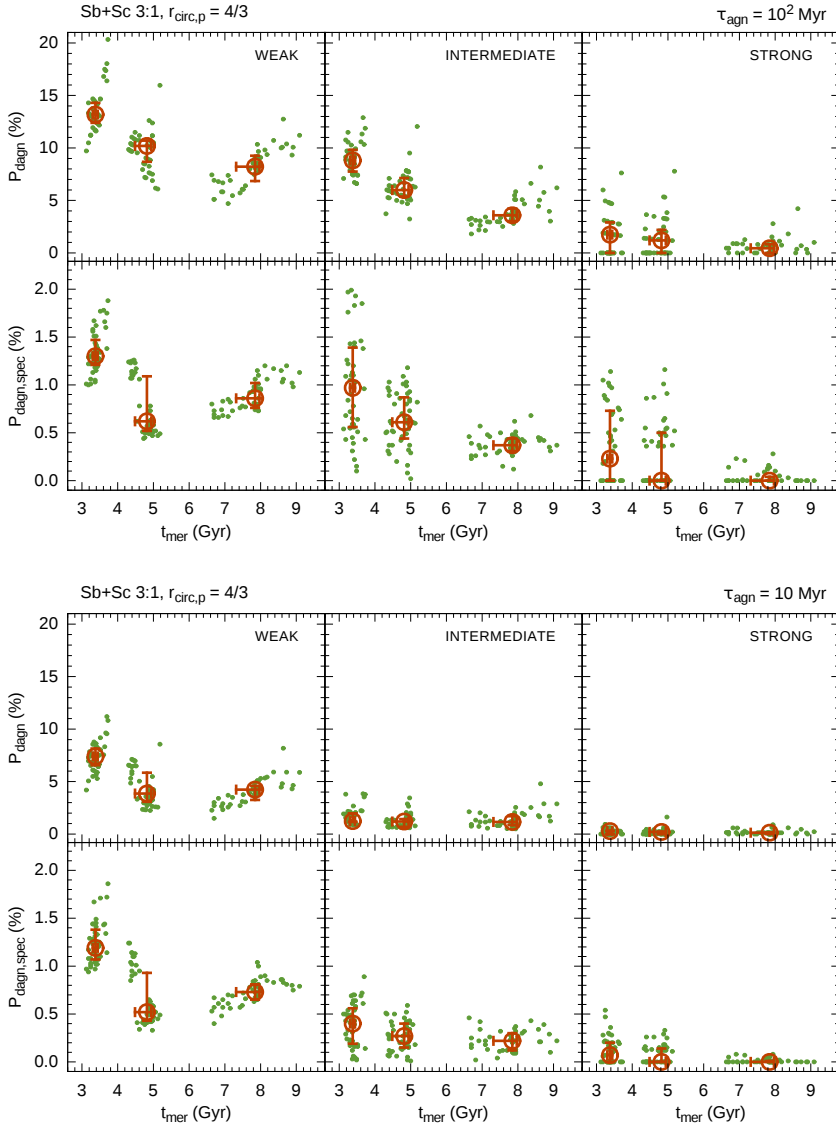 Sb+Sc 3:1, r_circ,p = 4/3 τ_agn = 10² Myr
WEAK INTERMEDIATE STRONG
P_dagn (%)
20
15
10
5
0
P_dagn,spec (%)
2.0
1.5
1.0
0.5
0.0
3 4 5 6 7 8 9 3 4 5 6 7 8 9 3 4 5 6 7 8 9
t_mer (Gyr) t_mer (Gyr) t_mer (Gyr)
Sb+Sc 3:1, r_circ,p = 4/3 τ_agn = 10 Myr
WEAK INTERMEDIATE STRONG
P_dagn (%)
20
15
10
5
0
P_dagn,spec (%)
2.0
1.5
1.0
0.5
0.0
3 4 5 6 7 8 9 3 4 5 6 7 8 9 3 4 5 6 7 8 9
t_mer (Gyr) t_mer (Gyr) t_mer (Gyr)